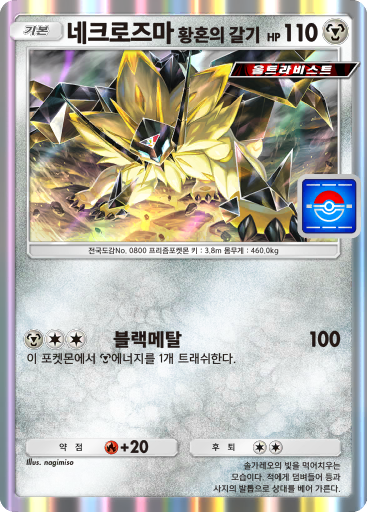 기본 네크로즈마 황혼의 갈기 HP 110
울트라비스트
전국도감No. 0800 프리즘포켓몬 키 : 3.8m 몸무게 : 460.0kg
블랙메탈 100
이 포켓몬에서 에너지를 1개 트래쉬한다.
약점 +20 후퇴
Illus. nagimiso
솔가레오의 빛을 먹어치우는
모습이다. 적에게 덤벼들어 등과
사지의 발톱으로 상대를 베어 가른다.